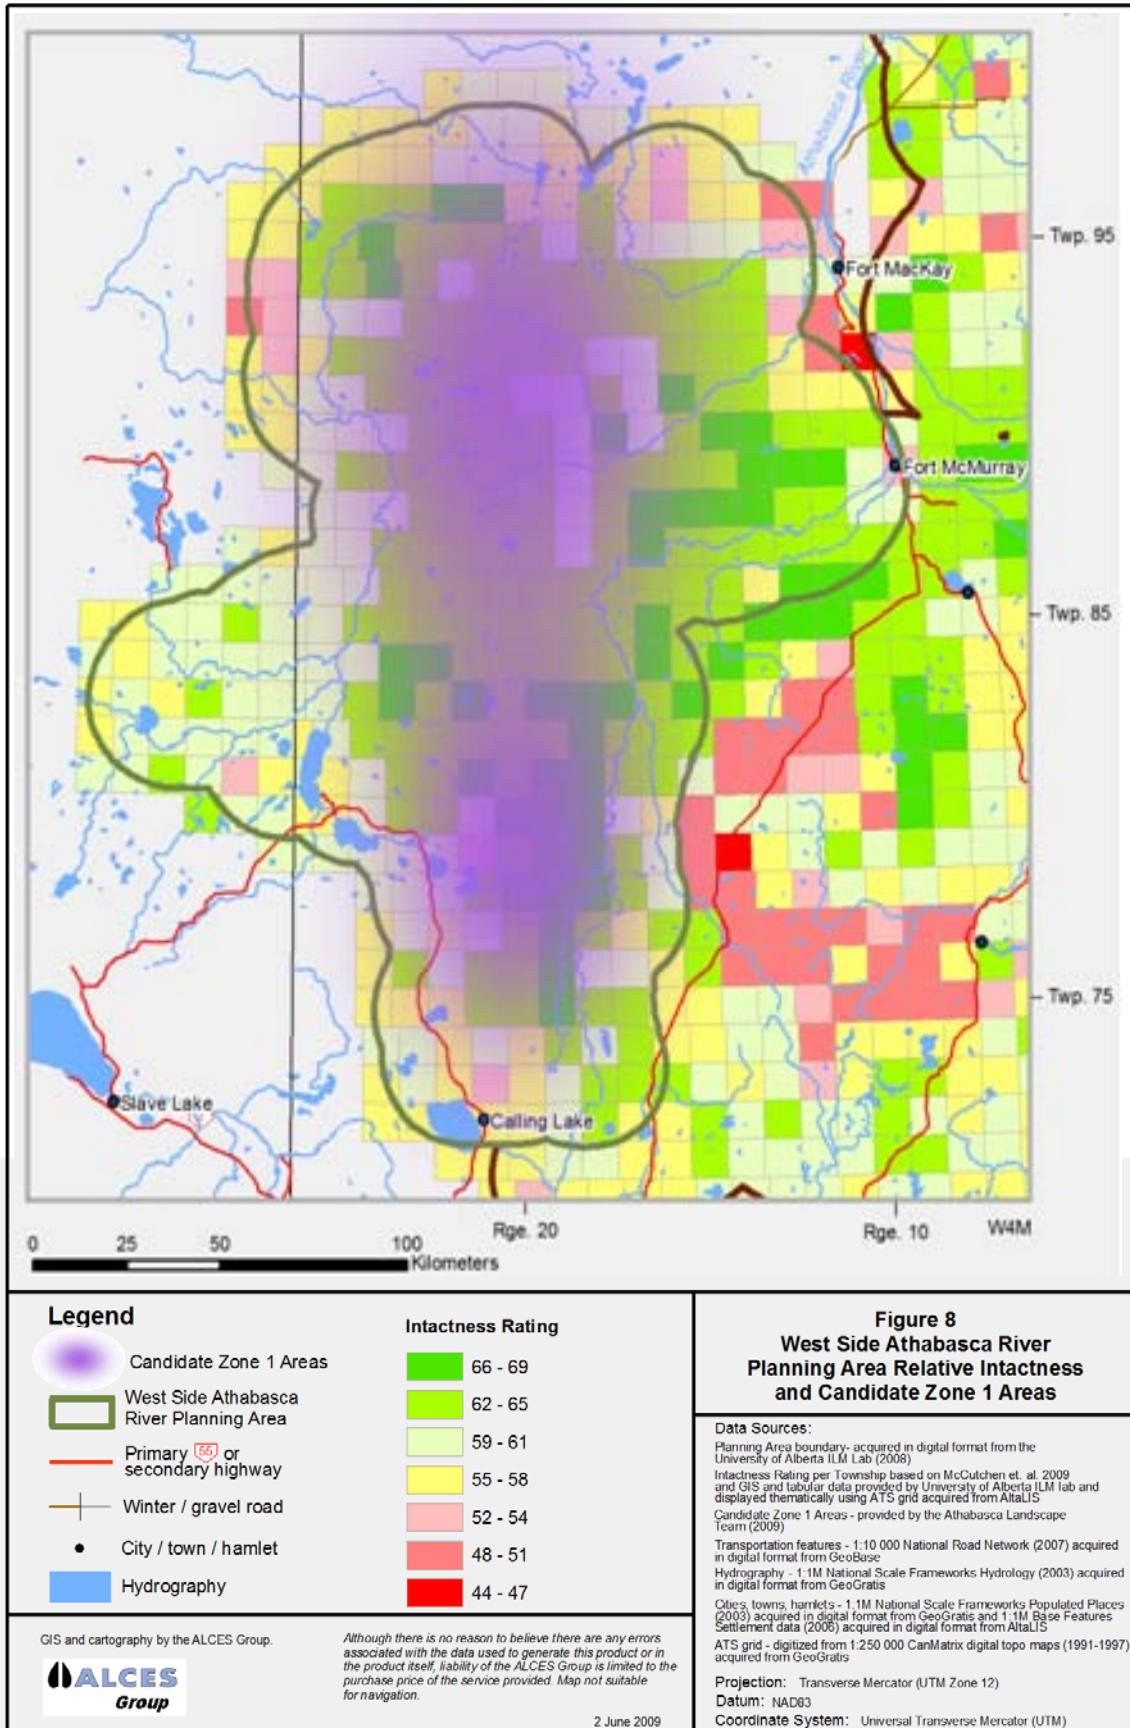 Athabasca River
Twp. 95
Fort MacKay
Fort McMurray
Twp. 85
Twp. 75
Slave Lake
Calling Lake
Rge. 20
Rge. 10
W4M
0 25 50 100
Kilometers
Legend
Candidate Zone 1 Areas
West Side Athabasca
River Planning Area
Primary 55 or
secondary highway
Winter / gravel road
City / town / hamlet
Hydrography
Intactness Rating
66 - 69
62 - 65
59 - 61
55 - 58
52 - 54
48 - 51
44 - 47
Figure 8
West Side Athabasca River
Planning Area Relative Intactness
and Candidate Zone 1 Areas
Data Sources:
Planning Area boundary- acquired in digital format from the
University of Alberta ILM Lab (2008)
Intactness Rating per Township based on McCutchen et. al. 2009
and GIS and tabular data provided by University of Alberta ILM lab and
displayed thematically using ATS grid acquired from AltaLIS
Candidate Zone 1 Areas - provided by the Athabasca Landscape
Team (2009)
Transportation features - 1:10 000 National Road Network (2007) acquired
in digital format from GeoBase
Hydrography - 1:1M National Scale Frameworks Hydrology (2003) acquired
in digital format from GeoGratis
Cities, towns, hamlets - 1:1M National Scale Frameworks Populated Places
(2003) acquired in digital format from GeoGratis and 1:1M Base Features
Settlement data (2006) acquired in digital format from AltaLIS
ATS grid - digitized from 1:250 000 CanMatrix digital topo maps (1991-1997)
acquired from GeoGratis
Projection: Transverse Mercator (UTM Zone 12)
Datum: NAD83
Coordinate System: Universal Transverse Mercator (UTM)
GIS and cartography by the ALCES Group.
ALCES
Group
Although there is no reason to believe there are any errors
associated with the data used to generate this product or in
the product itself, liability of the ALCES Group is limited to the
purchase price of the service provided. Map not suitable
for navigation.
2 June 2009